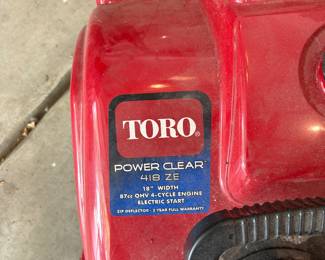 TORO®
POWER CLEAR
418 ZE
18" WIDTH
87cc OHV 4-CYCLE ENGINE
ELECTRIC START
ZIP DEFLECTOR · 2 YEAR FULL WARRANTY